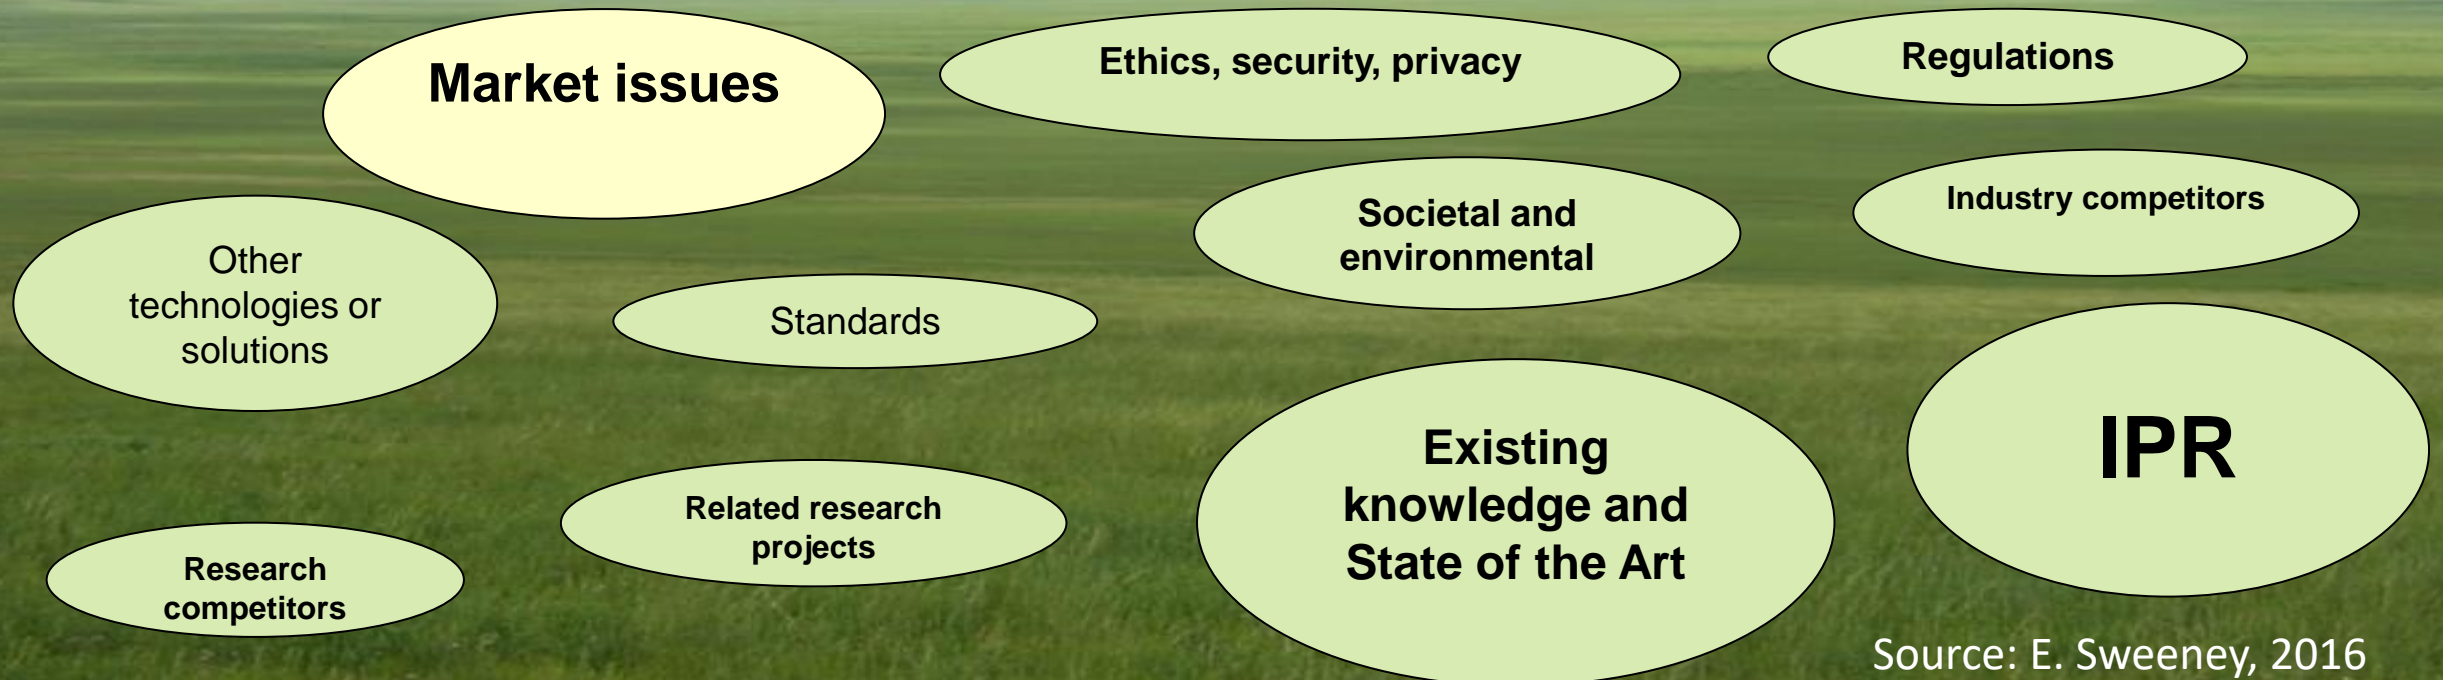 Market issues
Ethics, security, privacy
Regulations
Other
technologies or
solutions
Standards
Societal and
environmental
Industry competitors
Research
competitors
Related research
projects
Existing
knowledge and
State of the Art
IPR
Source: E. Sweeney, 2016